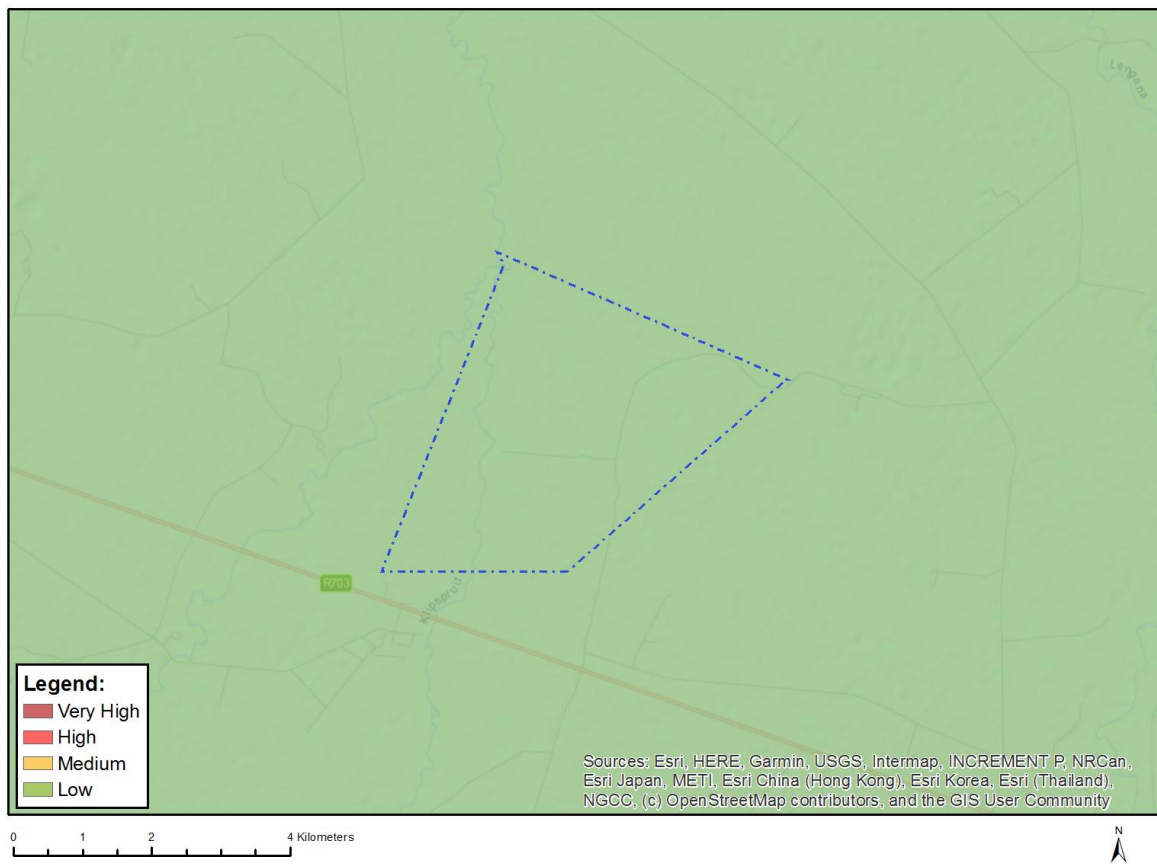 Langana
R703
Klipspruit
Legend:
Very High
High
Medium
Low
Sources: Esri, HERE, Garmin, USGS, Intermap, INCREMENT P, NRCan,
Esri Japan, METI, Esri China (Hong Kong), Esri Korea, Esri (Thailand),
NGCC, (c) OpenStreetMap contributors, and the GIS User Community
0 1 2 4 Kilometers
N